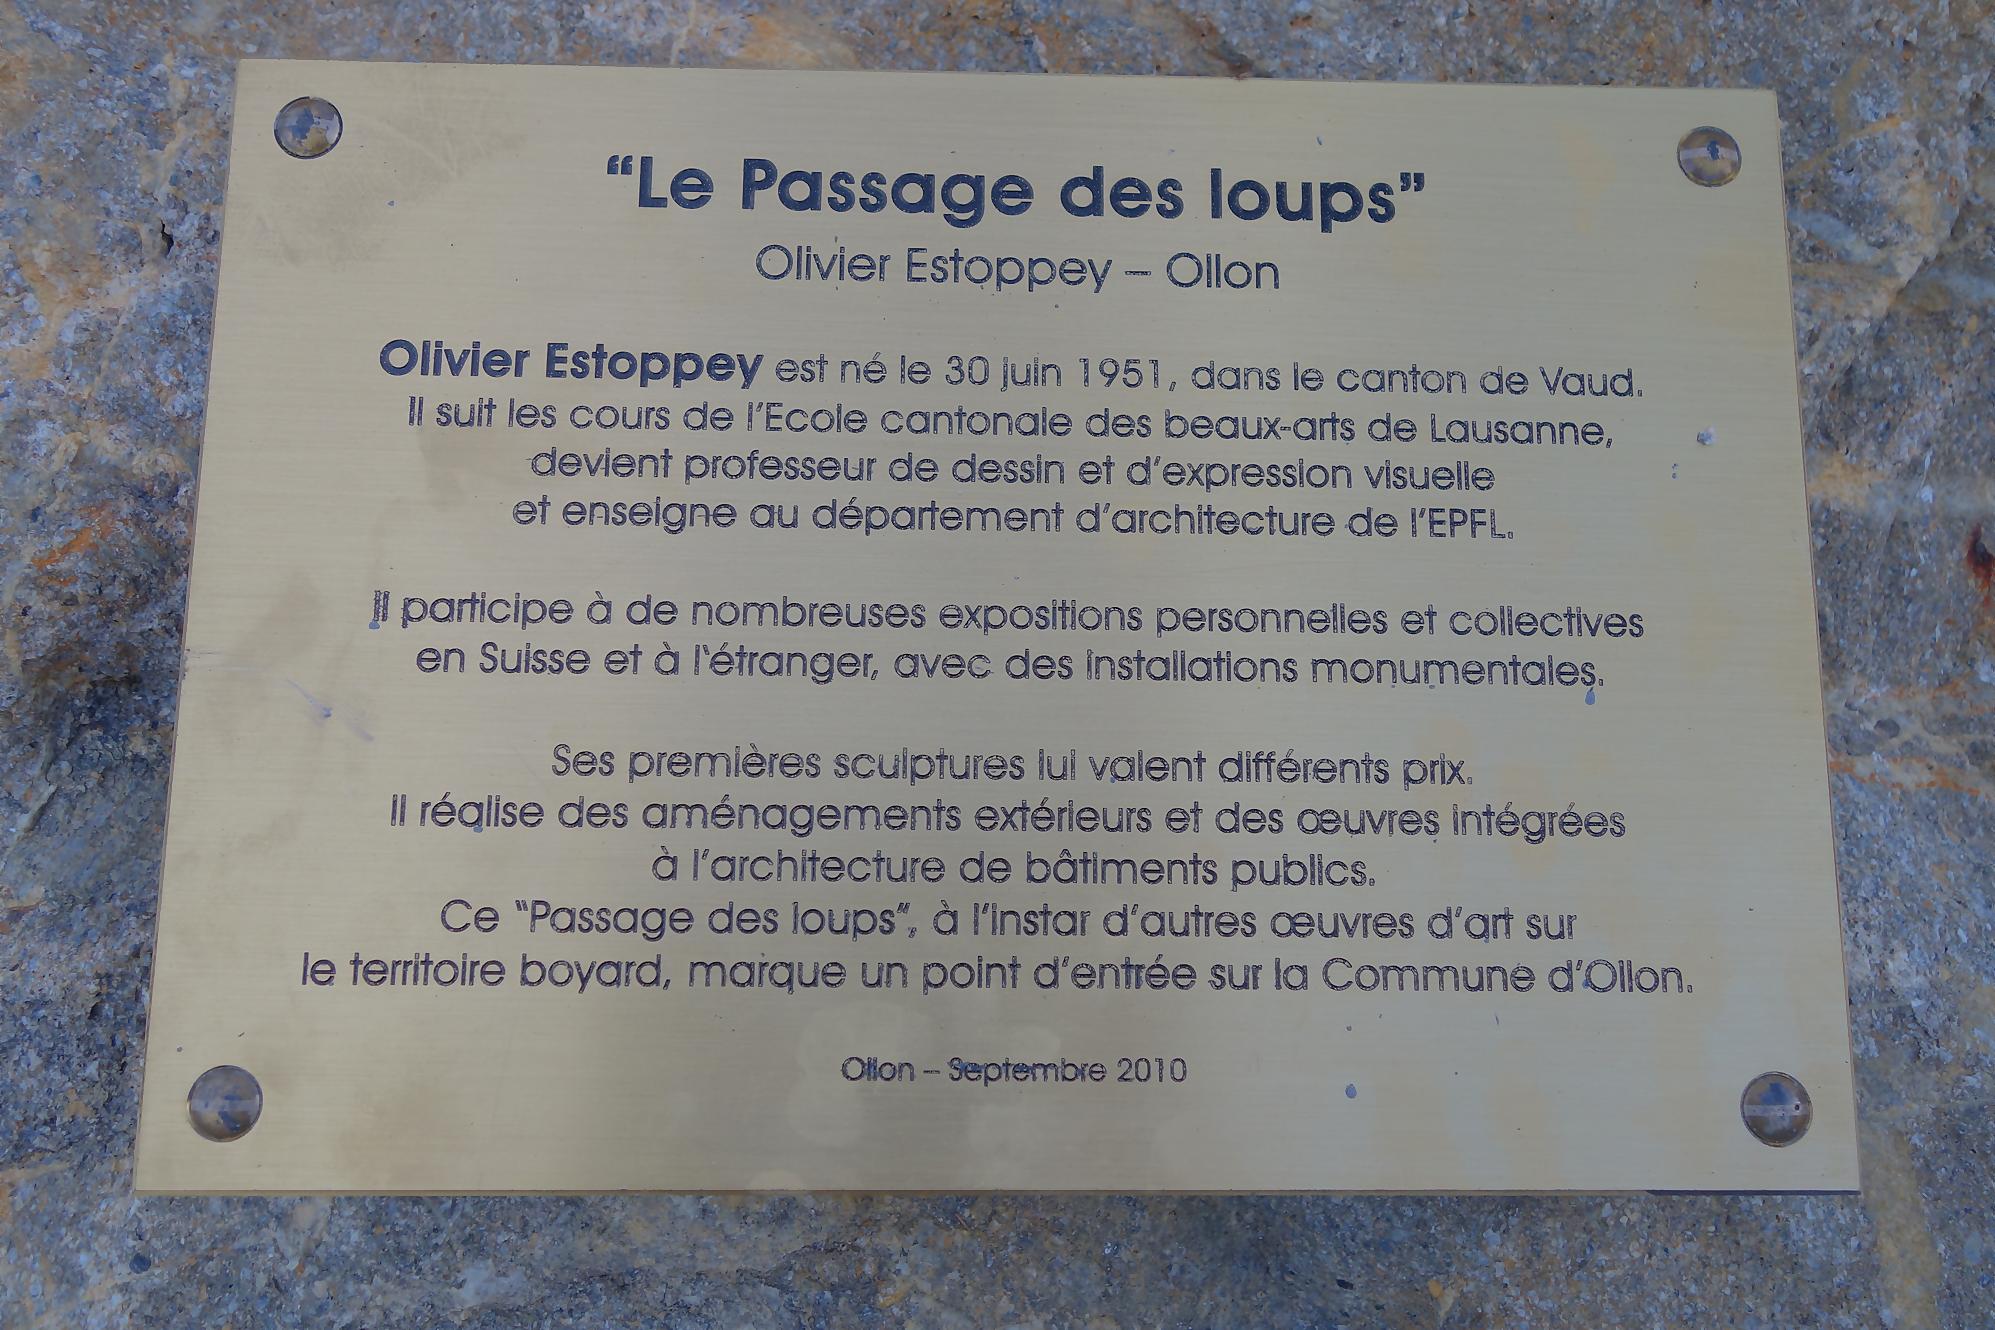 “Le Passage des loups”
Olivier Estoppey – Ollon
Olivier Estoppey est né le 30 juin 1951, dans le canton de Vaud.
Il suit les cours de l’Ecole cantonale des beaux-arts de Lausanne,
devient professeur de dessin et d’expression visuelle
et enseigne au département d’architecture de l’EPFL.
Il participe à de nombreuses expositions personnelles et collectives
en Suisse et à l‘étranger, avec des installations monumentales.
Ses premières sculptures lui valent différents prix.
Il réalise des aménagements extérieurs et des œuvres intégrées
à l’architecture de bâtiments publics.
Ce “Passage des loups”, à l’instar d’autres œuvres d’art sur
le territoire boyard, marque un point d’entrée sur la Commune d’Ollon.
Ollon – Septembre 2010